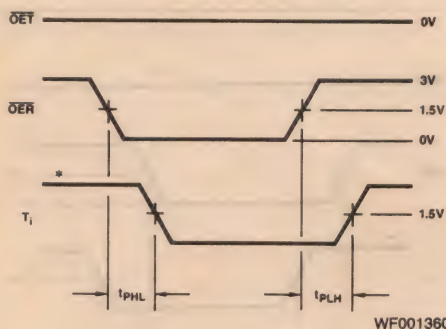 OET 0V
3V
OER 1.5V
0V
*
Ti 1.5V
tPHL tPLH
WF001360